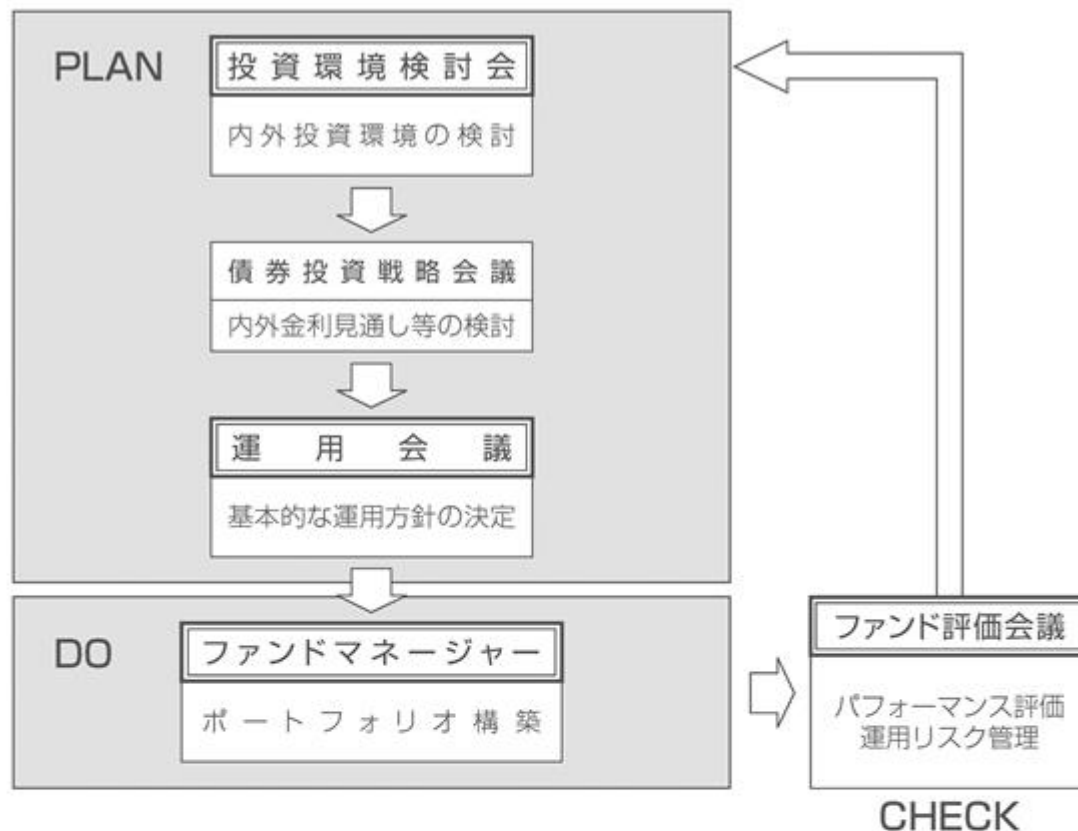 PLAN
投資環境検討会
内外投資環境の検討
債券投資戦略会議
内外金利見通し等の検討
運用会議
基本的な運用方針の決定
DO
ファンドマネージャー
ポートフォリオ構築
ファンド評価会議
パフォーマンス評価
運用リスク管理
CHECK